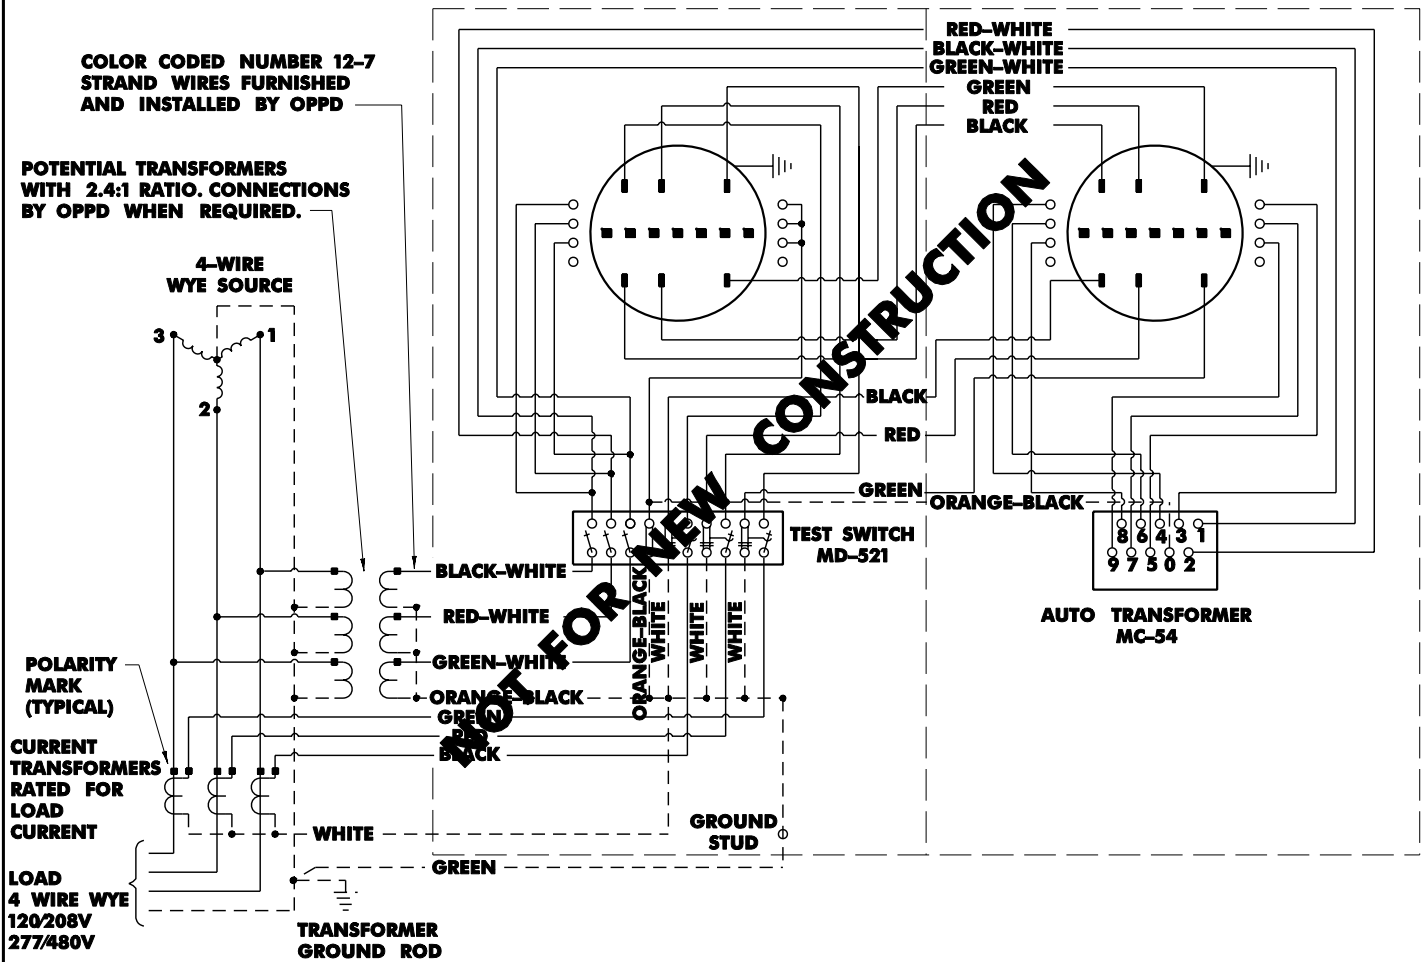 RED–WHITE
BLACK–WHITE
GREEN–WHITE
GREEN
RED
BLACK
COLOR CODED NUMBER 12–7
STRAND WIRES FURNISHED
AND INSTALLED BY OPPD
POTENTIAL TRANSFORMERS
WITH 2.4:1 RATIO. CONNECTIONS
BY OPPD WHEN REQUIRED.
4–WIRE
WYE SOURCE
3
1
2
NOT FOR NEW CONSTRUCTION
BLACK
RED
GREEN
ORANGE–BLACK
TEST SWITCH
MD–521
8 6 4 3 1
9 7 5 0 2
AUTO TRANSFORMER
MC–54
BLACK–WHITE
RED–WHITE
GREEN–WHITE
ORANGE–BLACK
GREEN
RED
BLACK
ORANGE–BLACK
WHITE
WHITE
WHITE
POLARITY
MARK
(TYPICAL)
CURRENT
TRANSFORMERS
RATED FOR
LOAD
CURRENT
WHITE
GROUND
STUD
GREEN
LOAD
4 WIRE WYE
120/208V
277/480V
TRANSFORMER
GROUND ROD